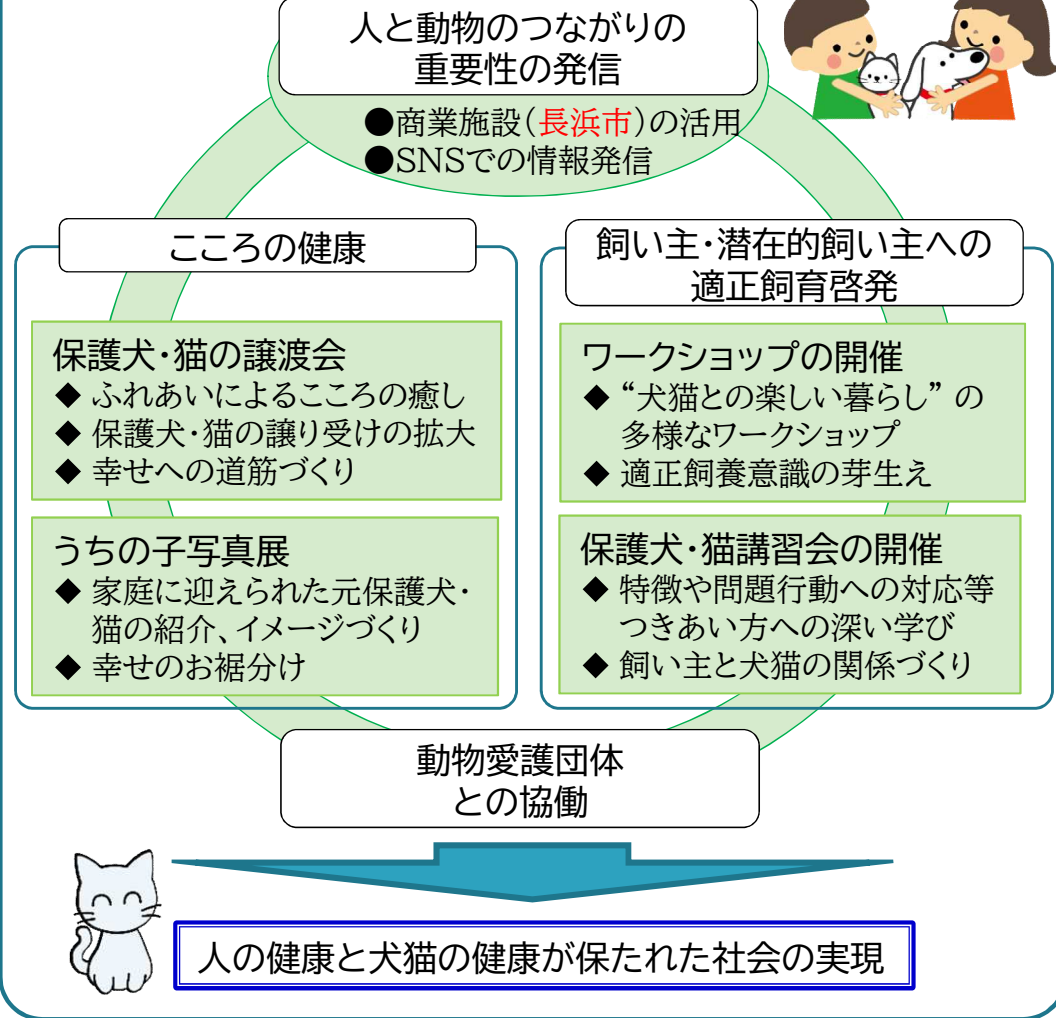 人と動物のつながりの
重要性の発信
●商業施設(長浜市)の活用
●SNSでの情報発信
こころの健康
保護犬・猫の譲渡会
◆ ふれあいによるこころの癒し
◆ 保護犬・猫の譲り受けの拡大
◆ 幸せへの道筋づくり
うちの子写真展
◆ 家庭に迎えられた元保護犬・
猫の紹介、イメージづくり
◆ 幸せのお裾分け
飼い主・潜在的飼い主への
適正飼育啓発
ワークショップの開催
◆ “犬猫との楽しい暮らし” の
多様なワークショップ
◆ 適正飼養意識の芽生え
保護犬・猫講習会の開催
◆ 特徴や問題行動への対応等
つきあい方への深い学び
◆ 飼い主と犬猫の関係づくり
動物愛護団体
との協働
人の健康と犬猫の健康が保たれた社会の実現